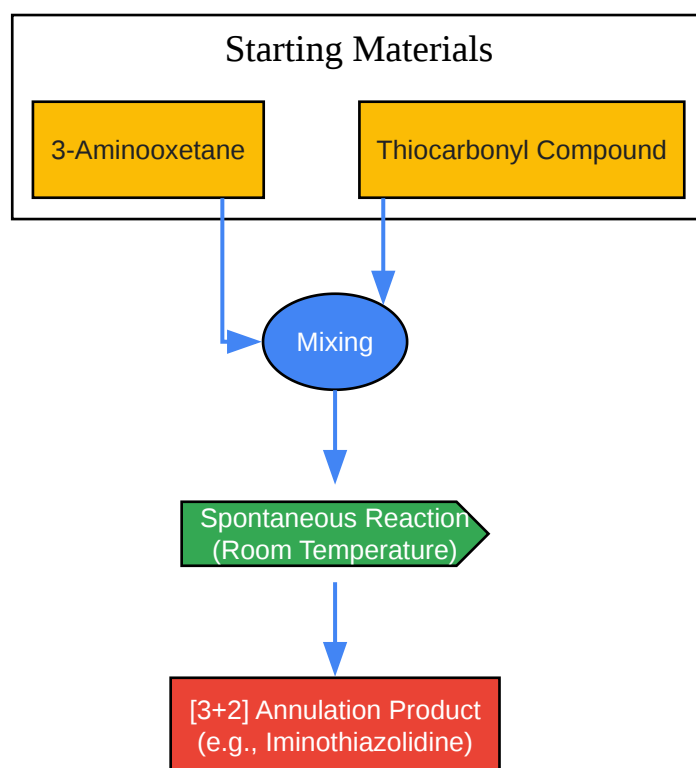 Starting Materials
3-Aminooxetane
Thiocarbonyl Compound
Mixing
Spontaneous Reaction
(Room Temperature)
[3+2] Annulation Product
(e.g., Iminothiazolidine)